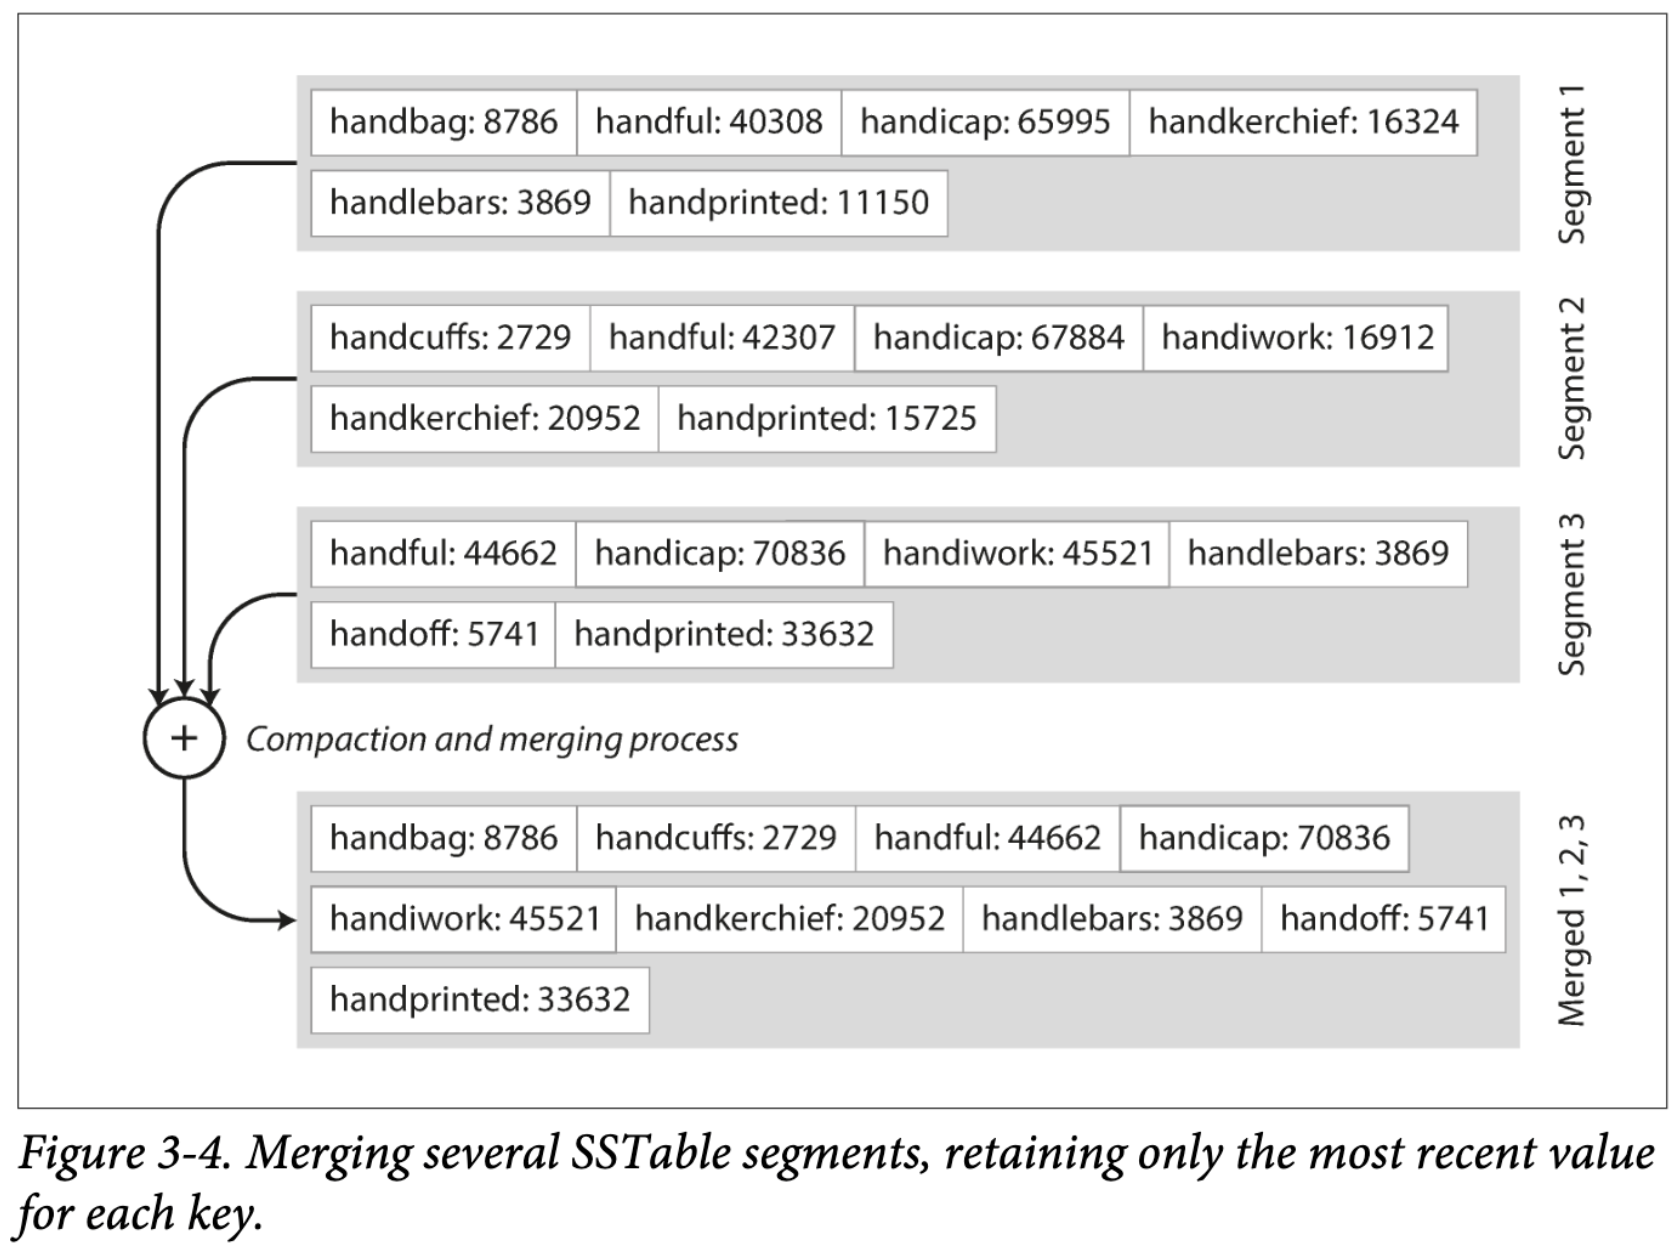 handbag: 8786 handful: 40308 handicap: 65995 handkerchief: 16324
handlebars: 3869 handprinted: 11150
Segment 1
handcuffs: 2729 handful: 42307 handicap: 67884 handiwork: 16912
handkerchief: 20952 handprinted: 15725
Segment 2
handful: 44662 handicap: 70836 handiwork: 45521 handlebars: 3869
handoff: 5741 handprinted: 33632
Segment 3
+ Compaction and merging process
handbag: 8786 handcuffs: 2729 handful: 44662 handicap: 70836
handiwork: 45521 handkerchief: 20952 handlebars: 3869 handoff: 5741
handprinted: 33632
Merged 1, 2, 3
Figure 3-4. Merging several SSTable segments, retaining only the most recent value
for each key.